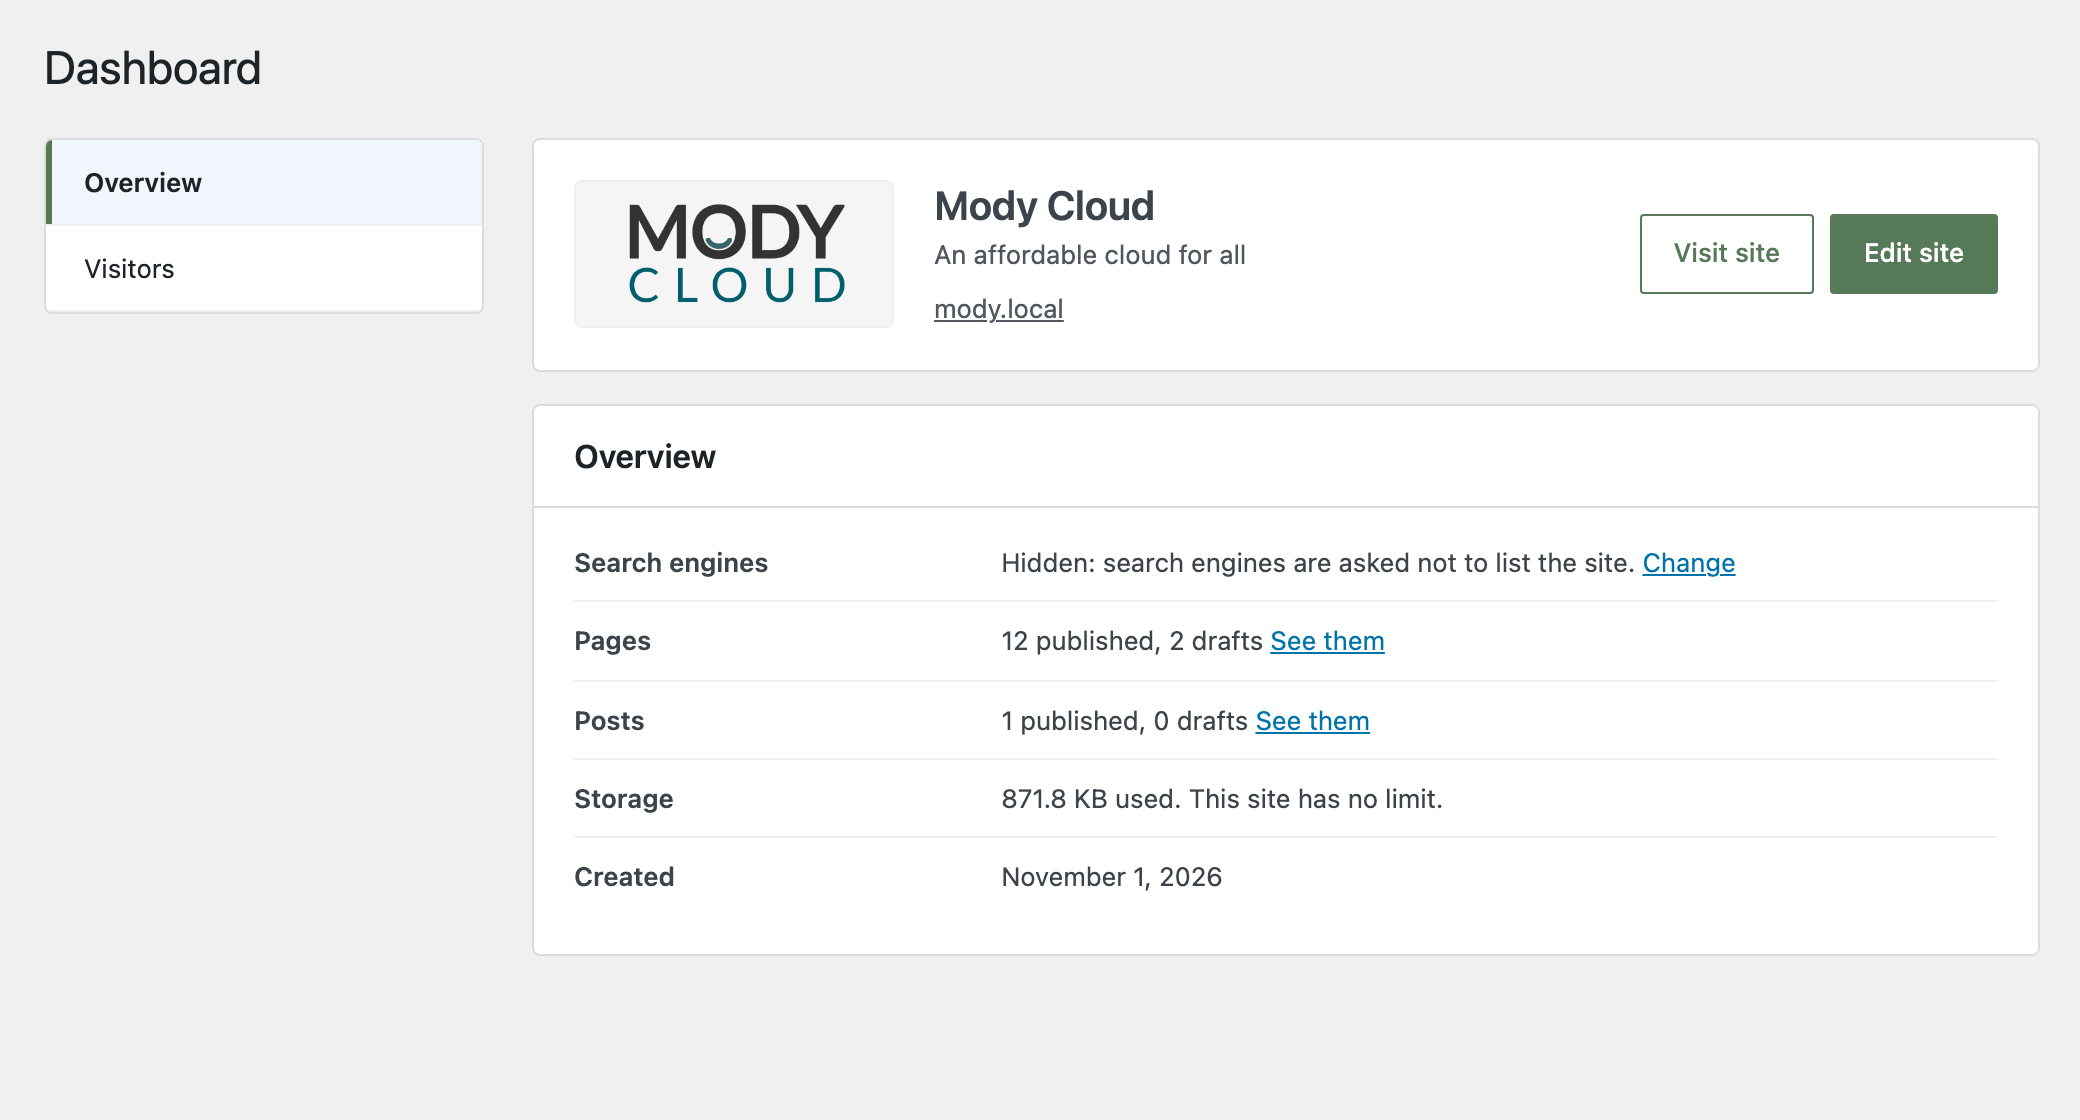 Dashboard
Overview
Visitors
MODY
CLOUD
Mody Cloud
An affordable cloud for all
mody.local
Visit site
Edit site
Overview
Search engines
Hidden: search engines are asked not to list the site. Change
Pages
12 published, 2 drafts See them
Posts
1 published, 0 drafts See them
Storage
871.8 KB used. This site has no limit.
Created
November 1, 2026